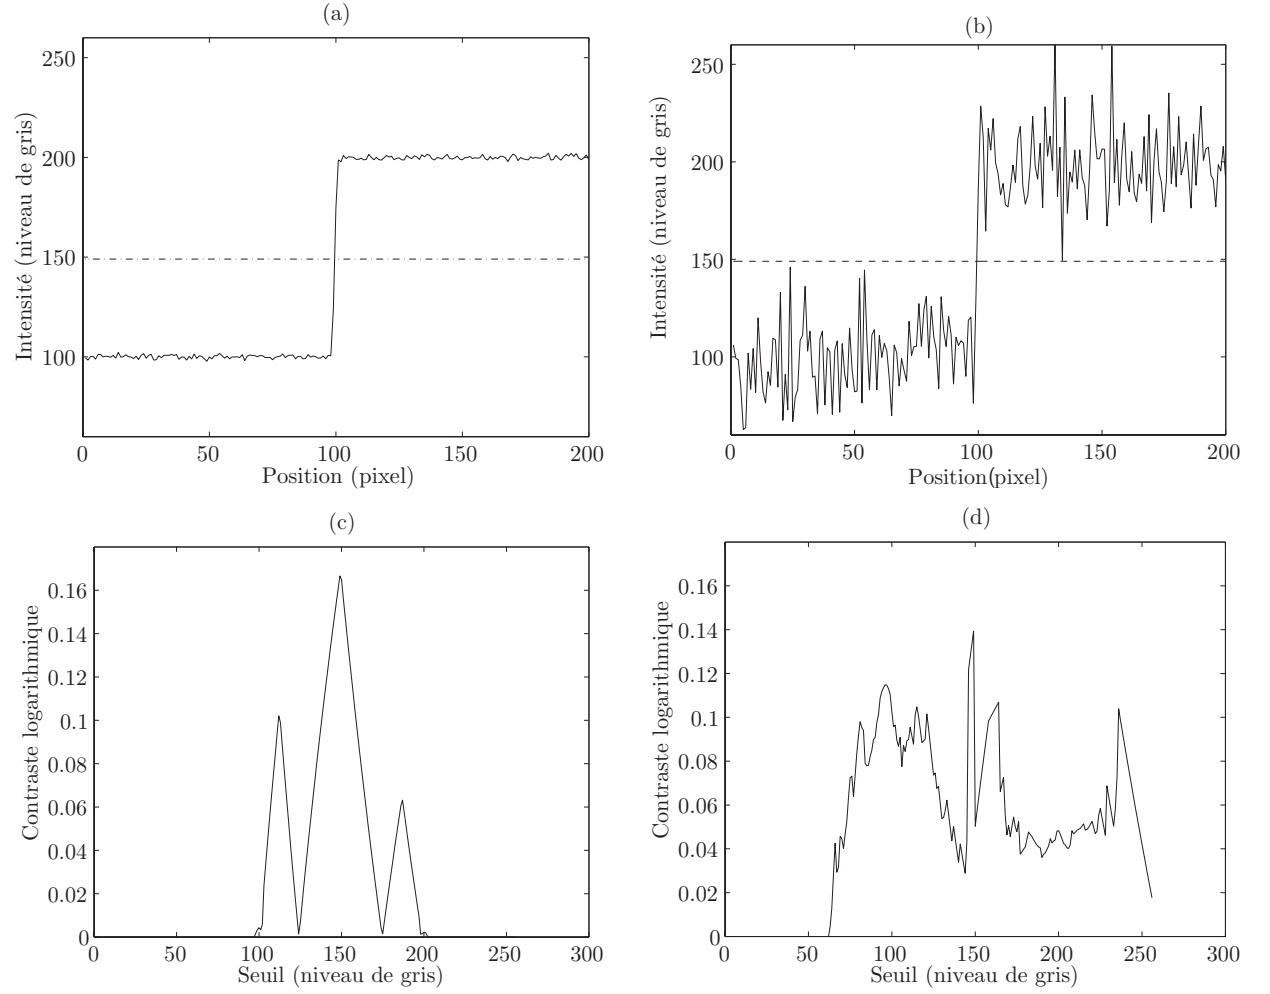 (a)
250
200
150
100
0 50 100 150 200
Intensité (niveau de gris)
Position (pixel)
(b)
250
200
150
100
0 50 100 150 200
Intensité (niveau de gris)
Position(pixel)
(c)
0.16
0.14
0.12
0.1
0.08
0.06
0.04
0.02
0
0 50 100 150 200 250 300
Contraste logarithmique
Seuil (niveau de gris)
(d)
0.16
0.14
0.12
0.1
0.08
0.06
0.04
0.02
0
0 50 100 150 200 250 300
Contraste logarithmique
Seuil (niveau de gris)